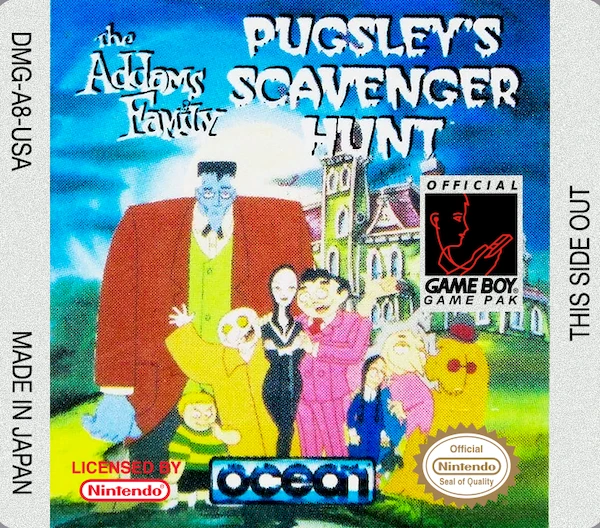 DMG-A8-USA
MADE IN JAPAN
The
Addams
Family
PUGSLEY'S
SCAVENGER
HUNT
OFFICIAL
GAME BOY®
GAME PAK
THIS SIDE OUT
LICENSED BY
Nintendo®
ocean
Official
Nintendo
Seal of Quality